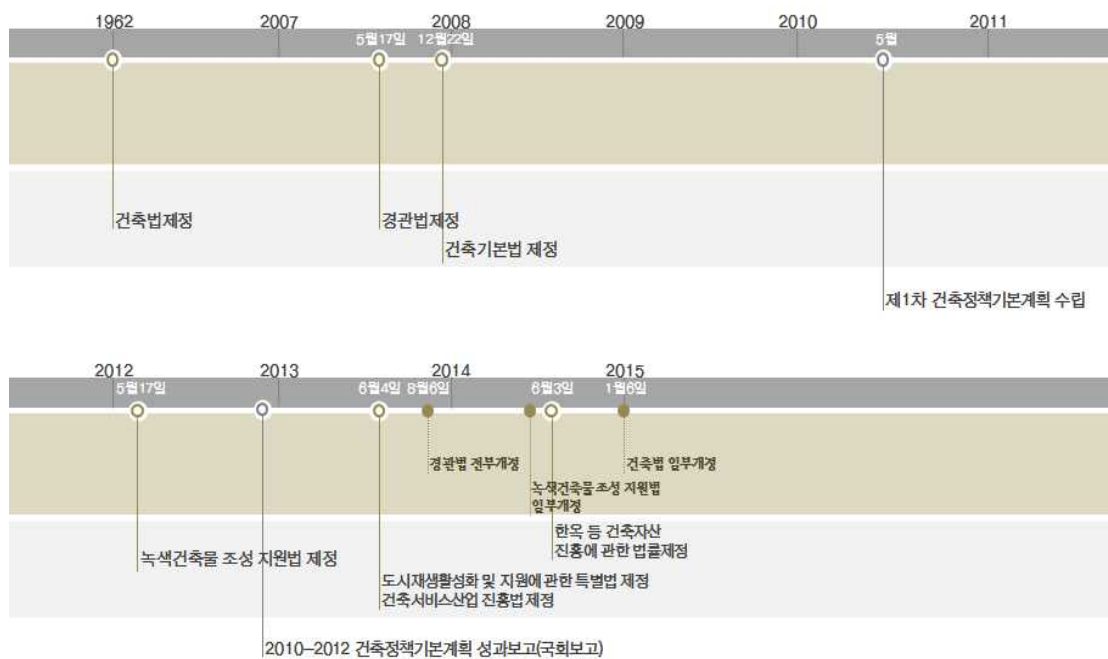 1962 2007 2008 2009 2010 2011
5월17일 12월22일 5월
건축법제정
경관법제정
건축기본법 제정
제1차 건축정책기본계획 수립
2012 2013 2014 2015
5월17일 6월4일 8월6일 6월3일 1월6일
경관법 전부개정
건축법 일부개정
녹색건축물 조성 지원법
일부개정
한옥 등 건축자산
진흥에 관한 법률제정
녹색건축물 조성 지원법 제정
도시재생활성화 및 지원에 관한 특별법 제정
건축서비스산업 진흥법 제정
2010–2012 건축정책기본계획 성과보고(국회보고)